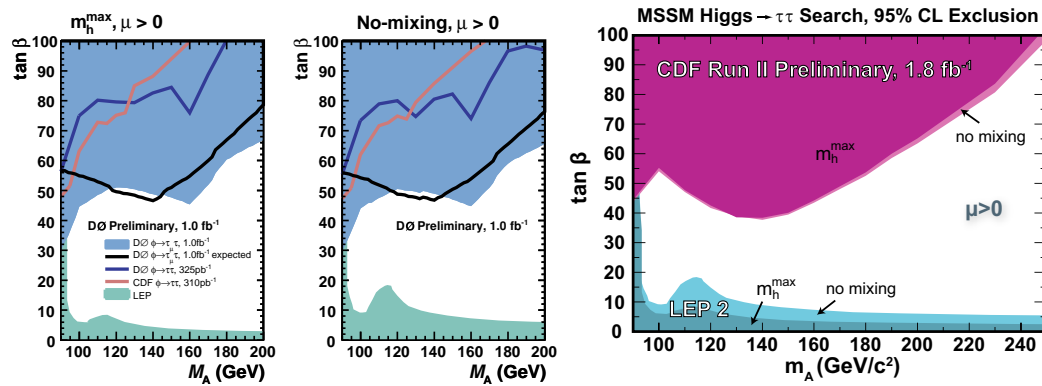 m_h^max, μ > 0
tan β
100
90
80
70
60
50
40
30
20
10
0
DØ Preliminary, 1.0 fb⁻¹
DØ ϕ→τ_μ τ, 1.0fb⁻¹
DØ ϕ→τ_μ τ, 1.0fb⁻¹ expected
DØ ϕ→ττ, 325pb⁻¹
CDF ϕ→ττ, 310pb⁻¹
LEP
100 120 140 160 180 200
M_A (GeV)
No-mixing, μ > 0
tan β
100
90
80
70
60
50
40
30
20
10
0
DØ Preliminary, 1.0 fb⁻¹
100 120 140 160 180 200
M_A (GeV)
MSSM Higgs → ττ Search, 95% CL Exclusion
tan β
100
90
80
70
60
50
40
30
20
10
0
CDF Run II Preliminary, 1.8 fb⁻¹
no mixing
m_h^max
μ>0
m_h^max
no mixing
LEP 2
100 120 140 160 180 200 220 240
m_A (GeV/c²)